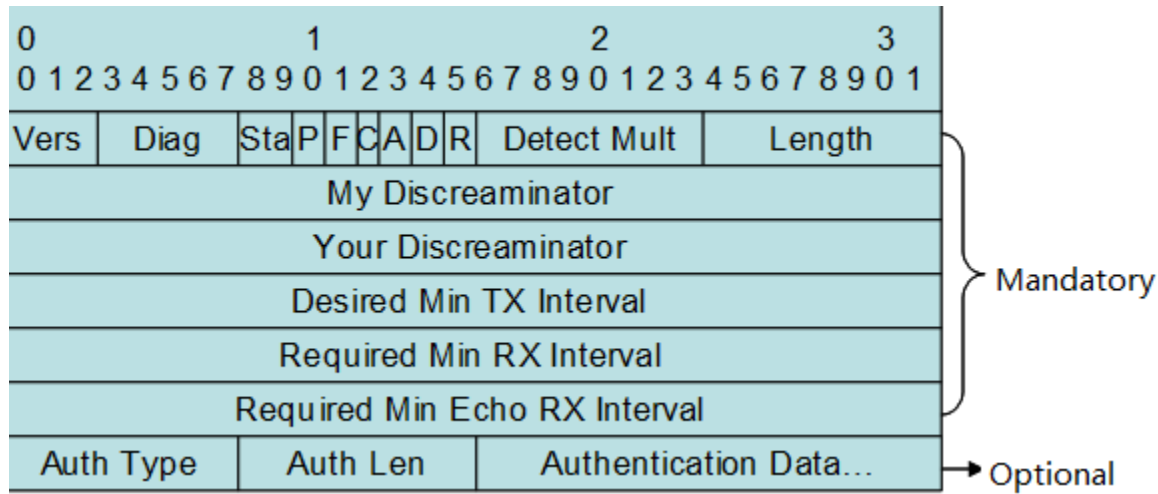 0 1 2 3
0 1 2 3 4 5 6 7 8 9 0 1 2 3 4 5 6 7 8 9 0 1 2 3 4 5 6 7 8 9 0 1
Vers Diag Sta P F C A D R Detect Mult Length
My Discreaminator
Your Discreaminator
Desired Min TX Interval
Mandatory
Required Min RX Interval
Required Min Echo RX Interval
Auth Type Auth Len Authentication Data...
Optional